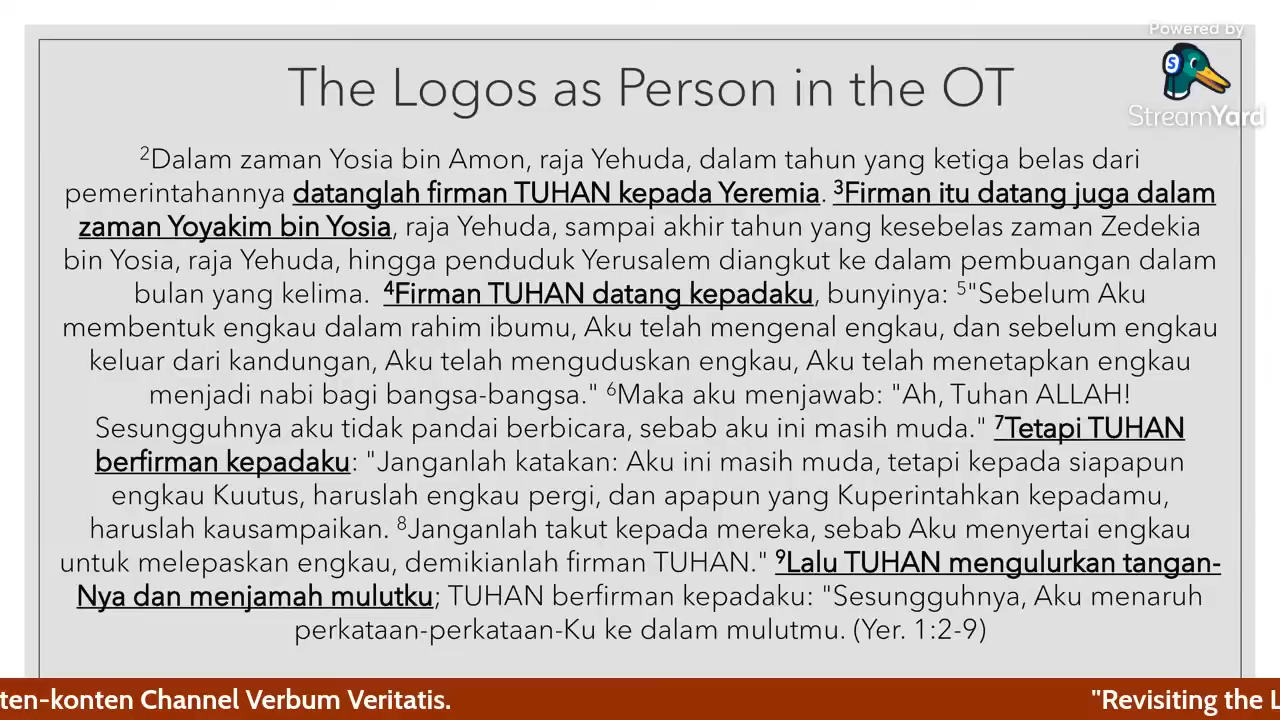 Powered by
S
StreamYard
The Logos as Person in the OT
²Dalam zaman Yosia bin Amon, raja Yehuda, dalam tahun yang ketiga belas dari
pemerintahannya datanglah firman TUHAN kepada Yeremia. ³Firman itu datang juga dalam
zaman Yoyakim bin Yosia, raja Yehuda, sampai akhir tahun yang kesebelas zaman Zedekia
bin Yosia, raja Yehuda, hingga penduduk Yerusalem diangkut ke dalam pembuangan dalam
bulan yang kelima. ⁴Firman TUHAN datang kepadaku, bunyinya: ⁵"Sebelum Aku
membentuk engkau dalam rahim ibumu, Aku telah mengenal engkau, dan sebelum engkau
keluar dari kandungan, Aku telah menguduskan engkau, Aku telah menetapkan engkau
menjadi nabi bagi bangsa-bangsa." ⁶Maka aku menjawab: "Ah, Tuhan ALLAH!
Sesungguhnya aku tidak pandai berbicara, sebab aku ini masih muda." ⁷Tetapi TUHAN
berfirman kepadaku: "Janganlah katakan: Aku ini masih muda, tetapi kepada siapapun
engkau Kuutus, haruslah engkau pergi, dan apapun yang Kuperintahkan kepadamu,
haruslah kausampaikan. ⁸Janganlah takut kepada mereka, sebab Aku menyertai engkau
untuk melepaskan engkau, demikianlah firman TUHAN." ⁹Lalu TUHAN mengulurkan tangan-
Nya dan menjamah mulutku; TUHAN berfirman kepadaku: "Sesungguhnya, Aku menaruh
perkataan-perkataan-Ku ke dalam mulutmu. (Yer. 1:2-9)
ten-konten Channel Verbum Veritatis.
"Revisiting the L